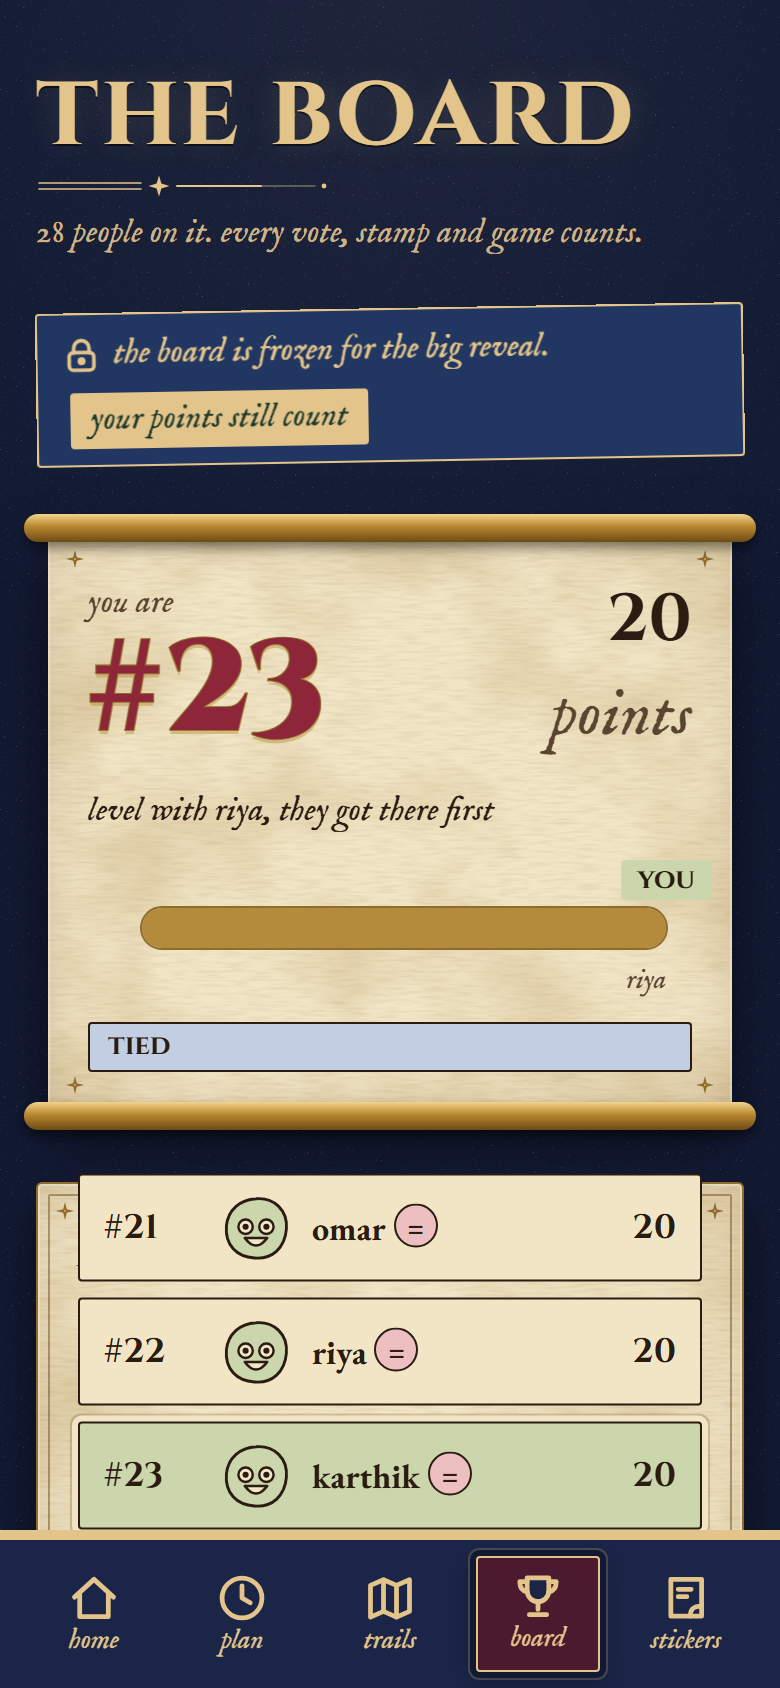 THE BOARD
28 people on it. every vote, stamp and game counts.
the board is frozen for the big reveal.
your points still count
you are
#23
20
points
level with riya, they got there first
YOU
riya
TIED
#21 omar = 20
#22 riya = 20
#23 karthik = 20
home plan trails board stickers